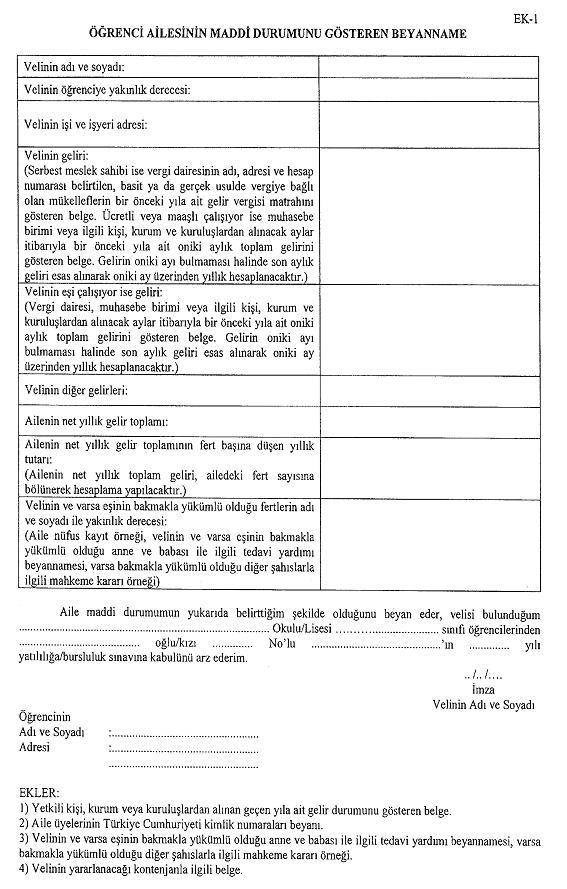 EK-1
ÖĞRENCİ AİLESİNİN MADDİ DURUMUNU GÖSTEREN BEYANNAME
Velinin adı ve soyadı:
Velinin öğrenciye yakınlık derecesi:
Velinin işi ve işyeri adresi:
Velinin geliri:
(Serbest meslek sahibi ise vergi dairesinin adı, adresi ve hesap
numarası belirtilen, basit ya da gerçek usulde vergiye bağlı
olan mükelleflerin bir önceki yıla ait gelir vergisi matrahını
gösteren belge. Ücretli veya maaşlı çalışıyor ise muhasebe
birimi veya ilgili kişi, kurum ve kuruluşlardan alınacak aylar
itibarıyla bir önceki yıla ait oniki aylık toplam gelirini
gösteren belge. Gelirin oniki ayı bulmaması halinde son aylık
geliri esas alınarak oniki ay üzerinden yıllık hesaplanacaktır.)
Velinin eşi çalışıyor ise geliri:
(Vergi dairesi, muhasebe birimi veya ilgili kişi, kurum ve
kuruluşlardan alınacak aylar itibarıyla bir önceki yıla ait oniki
aylık toplam gelirini gösteren belge. Gelirin oniki ayı
bulmaması halinde son aylık geliri esas alınarak oniki ay
üzerinden yıllık hesaplanacaktır.)
Velinin diğer gelirleri:
Ailenin net yıllık gelir toplamı:
Ailenin net yıllık gelir toplamının fert başına düşen yıllık
tutarı:
(Ailenin net yıllık toplam geliri, ailedeki fert sayısına
bölünerek hesaplama yapılacaktır.)
Velinin ve varsa eşinin bakmakla yükümlü olduğu fertlerin adı
ve soyadı ile yakınlık derecesi:
(Aile nüfus kayıt örneği, velinin ve varsa eşinin bakmakla
yükümlü olduğu anne ve babası ile ilgili tedavi yardımı
beyannamesi, varsa bakmakla yükümlü olduğu diğer şahıslarla
ilgili mahkeme kararı örneği)
Aile maddi durumumun yukarıda belirttiğim şekilde olduğunu beyan eder, velisi bulunduğum
........................................................................ Okulu/Lisesi .............................. sınıfı öğrencilerinden
................................... oğlu/kızı ............ No'lu ......................................'ın ............ yılı
yatılılığa/bursluluk sınavına kabulünü arz ederim.
../../....
İmza
Velinin Adı ve Soyadı
Öğrencinin
Adı ve Soyadı :...........................................
Adresi :...........................................
...........................................
EKLER:
1) Yetkili kişi, kurum veya kuruluşlardan alınan geçen yıla ait gelir durumunu gösteren belge.
2) Aile üyelerinin Türkiye Cumhuriyeti kimlik numaraları beyanı.
3) Velinin ve varsa eşinin bakmakla yükümlü olduğu anne ve babası ile ilgili tedavi yardımı beyannamesi, varsa
bakmakla yükümlü olduğu diğer şahıslarla ilgili mahkeme kararı örneği.
4) Velinin yararlanacağı kontenjanla ilgili belge.